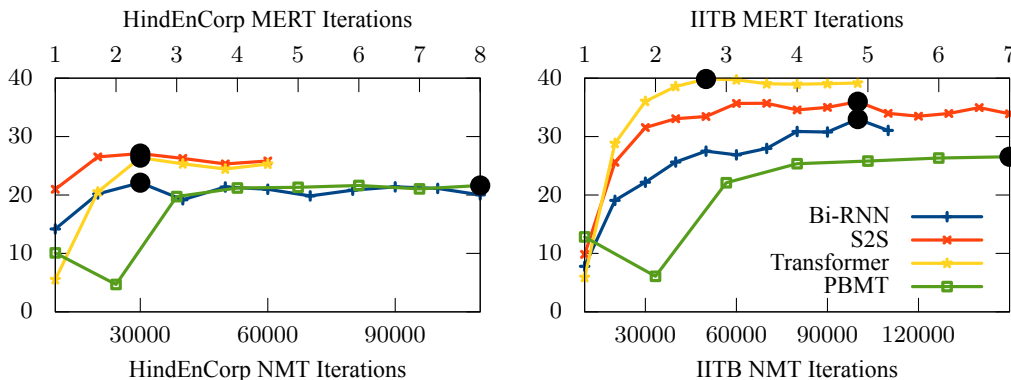 HindEnCorp MERT Iterations
1 2 3 4 5 6 7 8
40
30
20
10
0
30000 60000 90000
HindEnCorp NMT Iterations
IITB MERT Iterations
1 2 3 4 5 6 7
40
30
20
10
0
Bi-RNN
S2S
Transformer
PBMT
30000 60000 90000 120000
IITB NMT Iterations